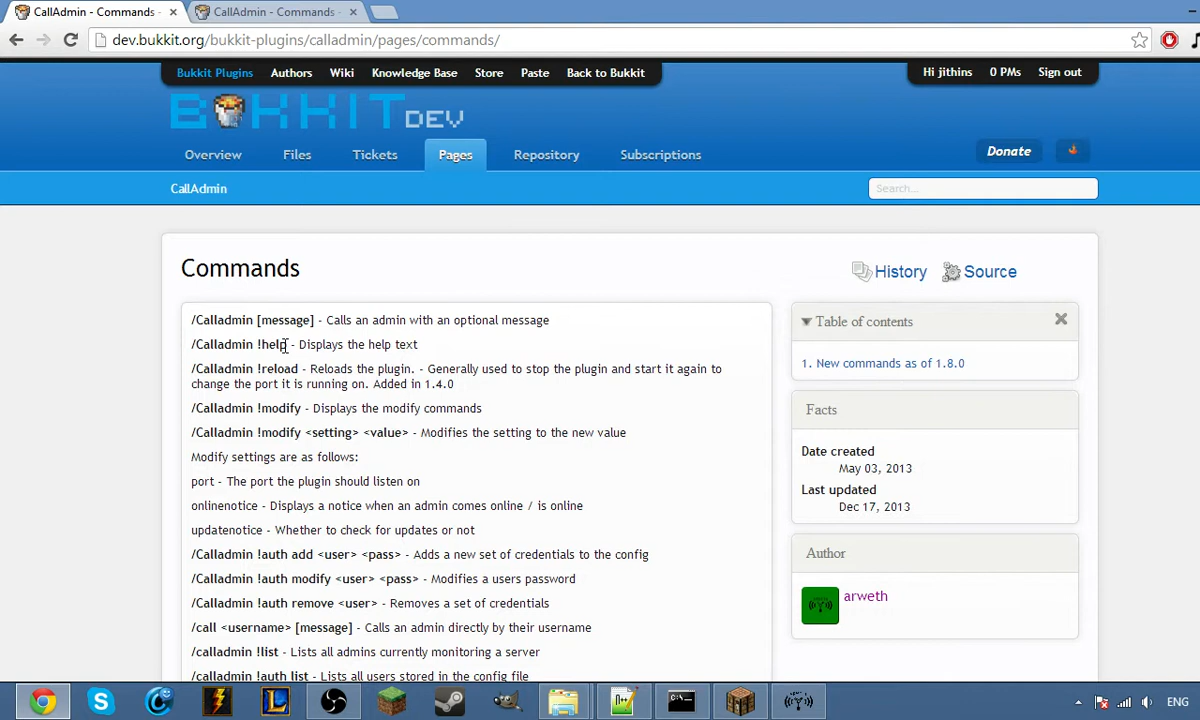 CallAdmin - Commands -
CallAdmin - Commands -
dev.bukkit.org/bukkit-plugins/calladmin/pages/commands/
Bukkit Plugins Authors Wiki Knowledge Base Store Paste Back to Bukkit
Hi jithins 0 PMs Sign out
BUKKIT DEV
Overview Files Tickets Pages Repository Subscriptions
Donate
CallAdmin
Search...
Commands
History Source
/Calladmin [message] - Calls an admin with an optional message
/Calladmin !help - Displays the help text
/Calladmin !reload - Reloads the plugin. - Generally used to stop the plugin and start it again to
change the port it is running on. Added in 1.4.0
/Calladmin !modify - Displays the modify commands
/Calladmin !modify <setting> <value> - Modifies the setting to the new value
Modify settings are as follows:
port - The port the plugin should listen on
onlinenotice - Displays a notice when an admin comes online / is online
updatenotice - Whether to check for updates or not
/Calladmin !auth add <user> <pass> - Adds a new set of credentials to the config
/Calladmin !auth modify <user> <pass> - Modifies a users password
/Calladmin !auth remove <user> - Removes a set of credentials
/call <username> [message] - Calls an admin directly by their username
/calladmin !list - Lists all admins currently monitoring a server
/calladmin !auth list - Lists all users stored in the config file
Table of contents
1. New commands as of 1.8.0
Facts
Date created
May 03, 2013
Last updated
Dec 17, 2013
Author
arweth
ENG